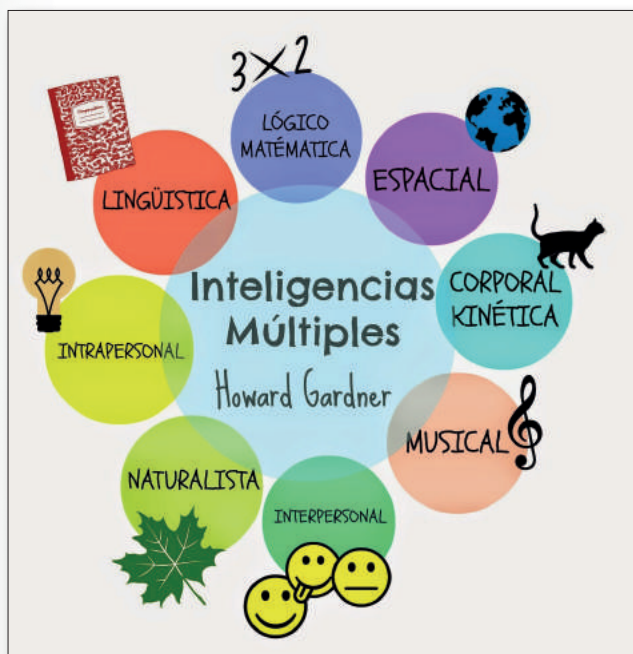 Inteligencias
Múltiples
Howard Gardner
3×2
LÓGICO
MATÉMATICA
ESPACIAL
CORPORAL
KINÉTICA
MUSICAL
INTERPERSONAL
NATURALISTA
INTRAPERSONAL
LINGÜISTICA